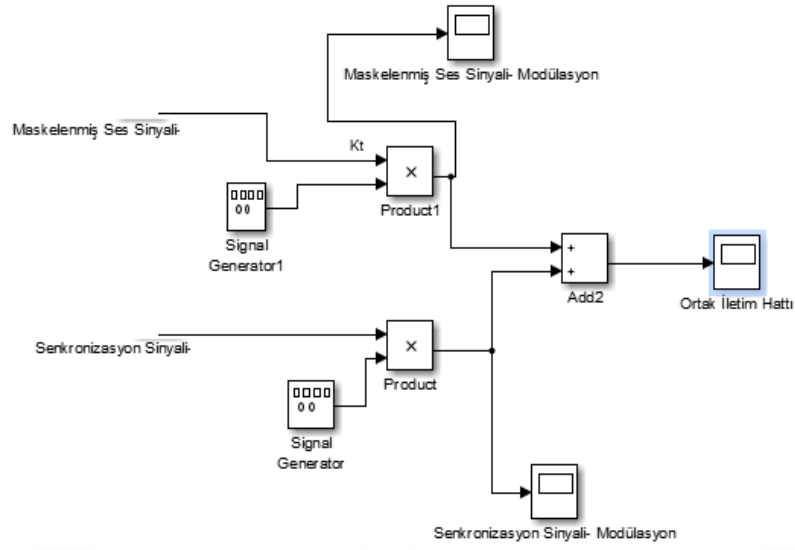 Maskelenmiş Ses Sinyali- Modülasyon
Maskelenmiş Ses Sinyali-
Kt
×
Product1
Signal
Generator1
+
+
Add2
Ortak İletim Hattı
Senkronizasyon Sinyali-
×
Product
Signal
Generator
Senkronizasyon Sinyali- Modülasyon